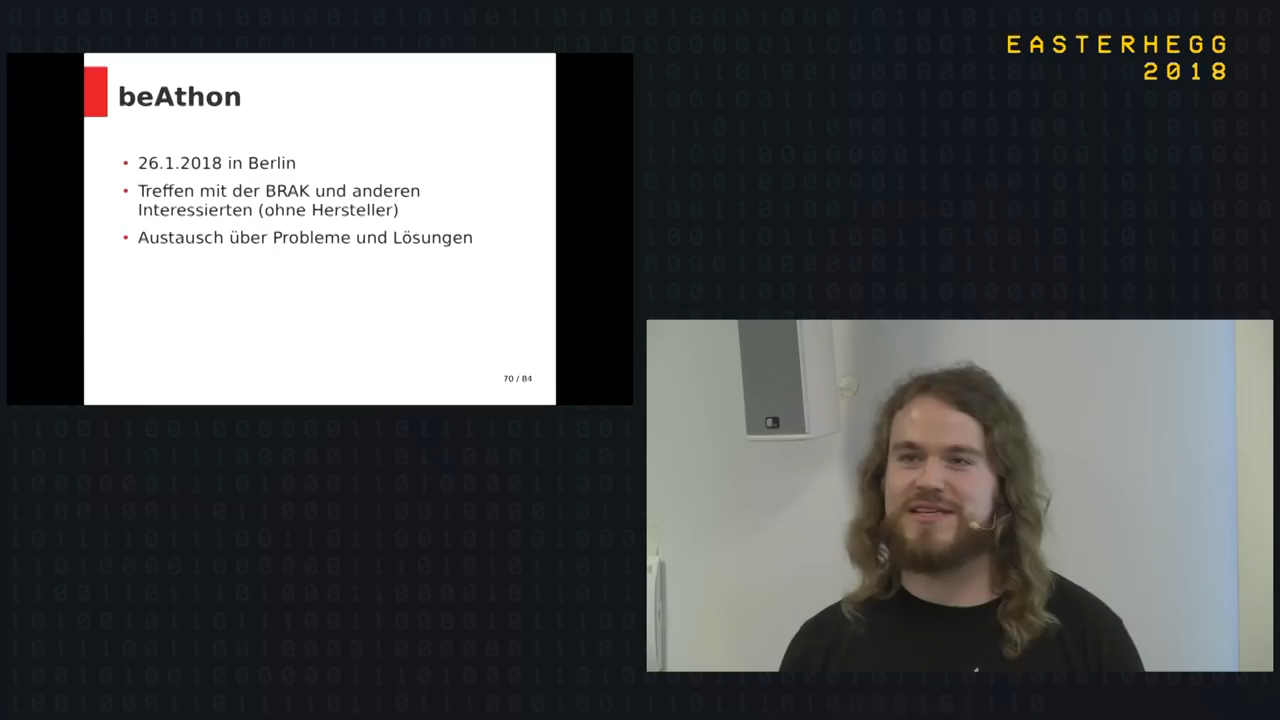 beAthon
• 26.1.2018 in Berlin
• Treffen mit der BRAK und anderen
Interessierten (ohne Hersteller)
• Austausch über Probleme und Lösungen
70 / 84
EASTERHEGG
2018